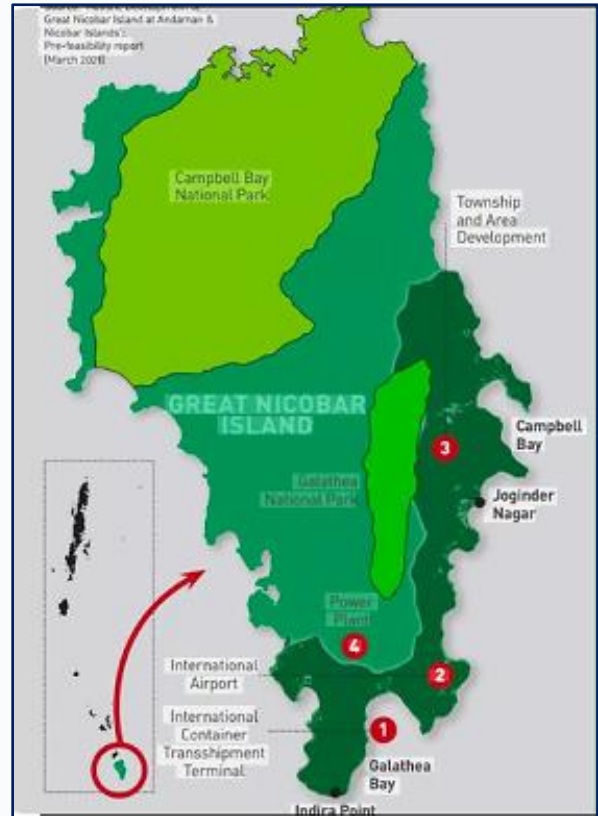 Great Nicobar Island at Andaman &
Nicobar Islands':
Pre-feasibility report
(March 2021)
Campbell Bay
National Park
Township
and Area
Development
GREAT NICOBAR
ISLAND
Campbell
Bay
3
Galathea
National Park
Joginder
Nagar
Power
Plant
4
International
Airport
2
International
Container
Transshipment
Terminal
1
Galathea
Bay
Indira Point